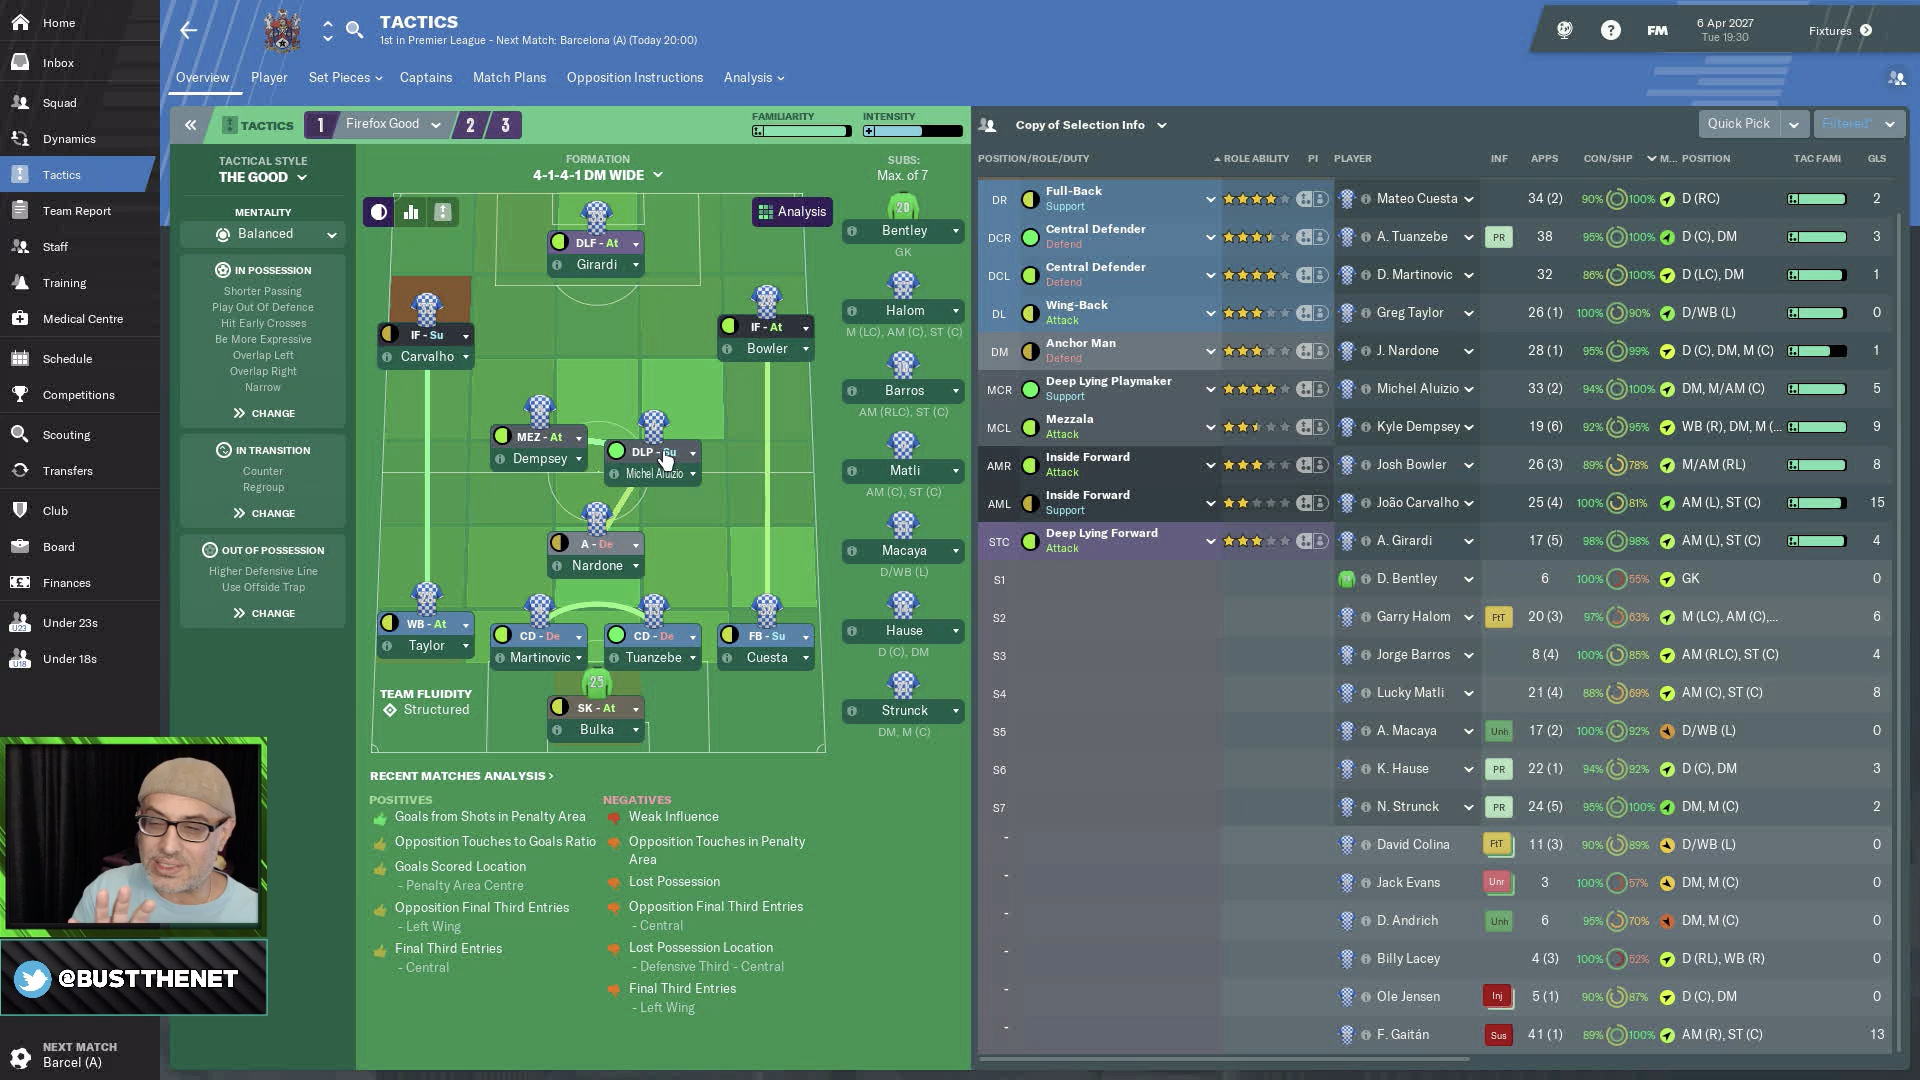 Home
Inbox
Squad
Dynamics
Tactics
Team Report
Staff
Training
Medical Centre
Schedule
Competitions
Scouting
Transfers
Club
Board
Finances
Under 23s
Under 18s
NEXT MATCH
Barcel (A)
TACTICS
1st in Premier League - Next Match: Barcelona (A) (Today 20:00)
FM
6 Apr 2027
Tue 19:30
Fixtures
Overview Player Set Pieces Captains Match Plans Opposition Instructions Analysis
TACTICS 1 Firefox Good 2 3
FAMILIARITY INTENSITY
TACTICAL STYLE
THE GOOD
MENTALITY
Balanced
IN POSSESSION
Shorter Passing
Play Out Of Defence
Hit Early Crosses
Be More Expressive
Overlap Left
Overlap Right
Narrow
CHANGE
IN TRANSITION
Counter
Regroup
CHANGE
OUT OF POSSESSION
Higher Defensive Line
Use Offside Trap
CHANGE
FORMATION
4-1-4-1 DM WIDE
Analysis
DLF - At
Girardi
IF - Su
Carvalho
IF - At
Bowler
MEZ - At
Dempsey
DLP - Su
Michel Aluizio
A - De
Nardone
WB - At
Taylor
CD - De
Martinovic
CD - De
Tuanzebe
FB - Su
Cuesta
25
SK - At
Bulka
TEAM FLUIDITY
Structured
SUBS:
Max. of 7
20
Bentley
GK
Halom
M (LC), AM (C), ST (C)
Barros
AM (RLC), ST (C)
Matli
AM (C), ST (C)
Macaya
D/WB (L)
Hause
D (C), DM
Strunck
DM, M (C)
RECENT MATCHES ANALYSIS >
POSITIVES
Goals from Shots in Penalty Area
Opposition Touches to Goals Ratio
Goals Scored Location
- Penalty Area Centre
Opposition Final Third Entries
- Left Wing
Final Third Entries
- Central
NEGATIVES
Weak Influence
Opposition Touches in Penalty
Area
Lost Possession
Opposition Final Third Entries
- Central
Lost Possession Location
- Defensive Third - Central
Final Third Entries
- Left Wing
@BUSTTHENET
Copy of Selection Info
Quick Pick Filtered*
POSITION/ROLE/DUTY ROLE ABILITY PI PLAYER INF APPS CON/SHP M... POSITION TAC FAMI GLS
DR Full-Back Support Mateo Cuesta 34 (2) 90% 100% D (RC) 2
DCR Central Defender Defend A. Tuanzebe PR 38 95% 100% D (C), DM 3
DCL Central Defender Defend D. Martinovic 32 86% 100% D (LC), DM 1
DL Wing-Back Attack Greg Taylor 26 (1) 100% 90% D/WB (L) 0
DM Anchor Man Defend J. Nardone 28 (1) 95% 99% D (C), DM, M (C) 1
MCR Deep Lying Playmaker Support Michel Aluizio 33 (2) 94% 100% DM, M/AM (C) 5
MCL Mezzala Attack Kyle Dempsey 19 (6) 92% 95% WB (R), DM, M (... 9
AMR Inside Forward Attack Josh Bowler 26 (3) 89% 78% M/AM (RL) 8
AML Inside Forward Support João Carvalho 25 (4) 100% 81% AM (L), ST (C) 15
STC Deep Lying Forward Attack A. Girardi 17 (5) 98% 98% AM (L), ST (C) 4
S1 D. Bentley 6 100% 55% GK 0
S2 Garry Halom FtT 20 (3) 97% 63% M (LC), AM (C),... 6
S3 Jorge Barros 8 (4) 100% 85% AM (RLC), ST (C) 4
S4 Lucky Matli 21 (4) 88% 69% AM (C), ST (C) 8
S5 A. Macaya Unh 17 (2) 100% 92% D/WB (L) 0
S6 K. Hause PR 22 (1) 94% 92% D (C), DM 3
S7 N. Strunck PR 24 (5) 95% 100% DM, M (C) 2
- David Colina FtT 11 (3) 90% 89% D/WB (L) 0
- Jack Evans Unr 3 100% 57% DM, M (C) 0
- D. Andrich Unh 6 95% 70% DM, M (C) 0
- Billy Lacey 4 (3) 100% 52% D (RL), WB (R) 0
- Ole Jensen Inj 5 (1) 90% 87% D (C), DM 0
- F. Gaitán Sus 41 (1) 89% 100% AM (R), ST (C) 13